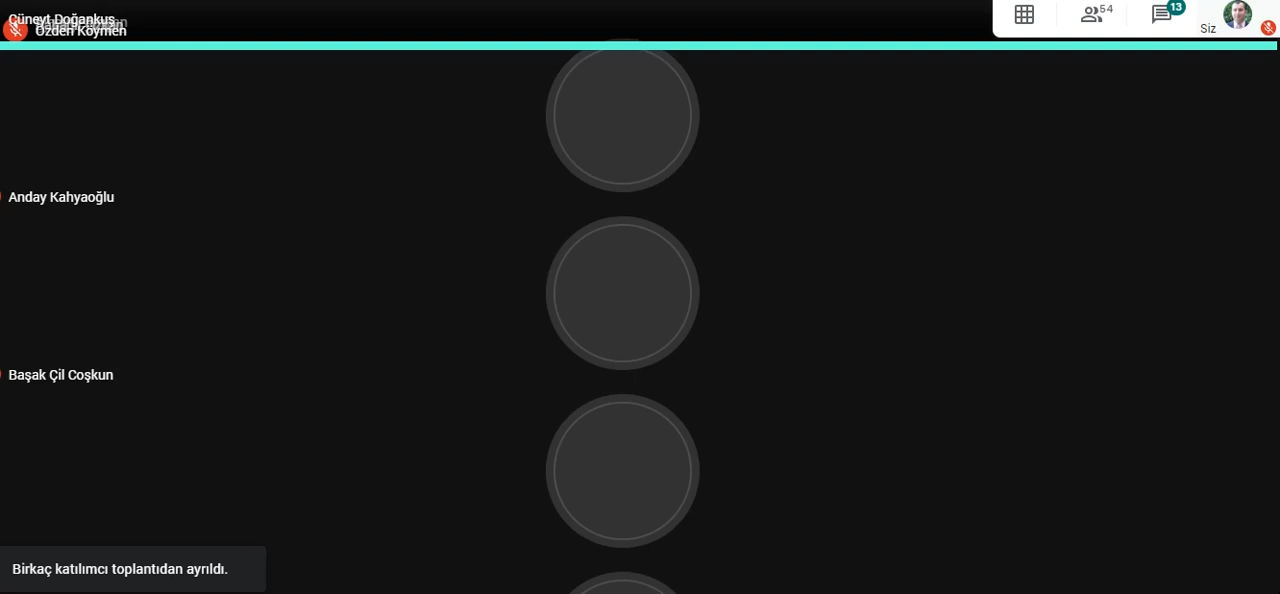 Cüneyt Doğankuş
Özden Köymen
54
13
Siz
Anday Kahyaoğlu
Başak Çil Coşkun
Birkaç katılımcı toplantıdan ayrıldı.